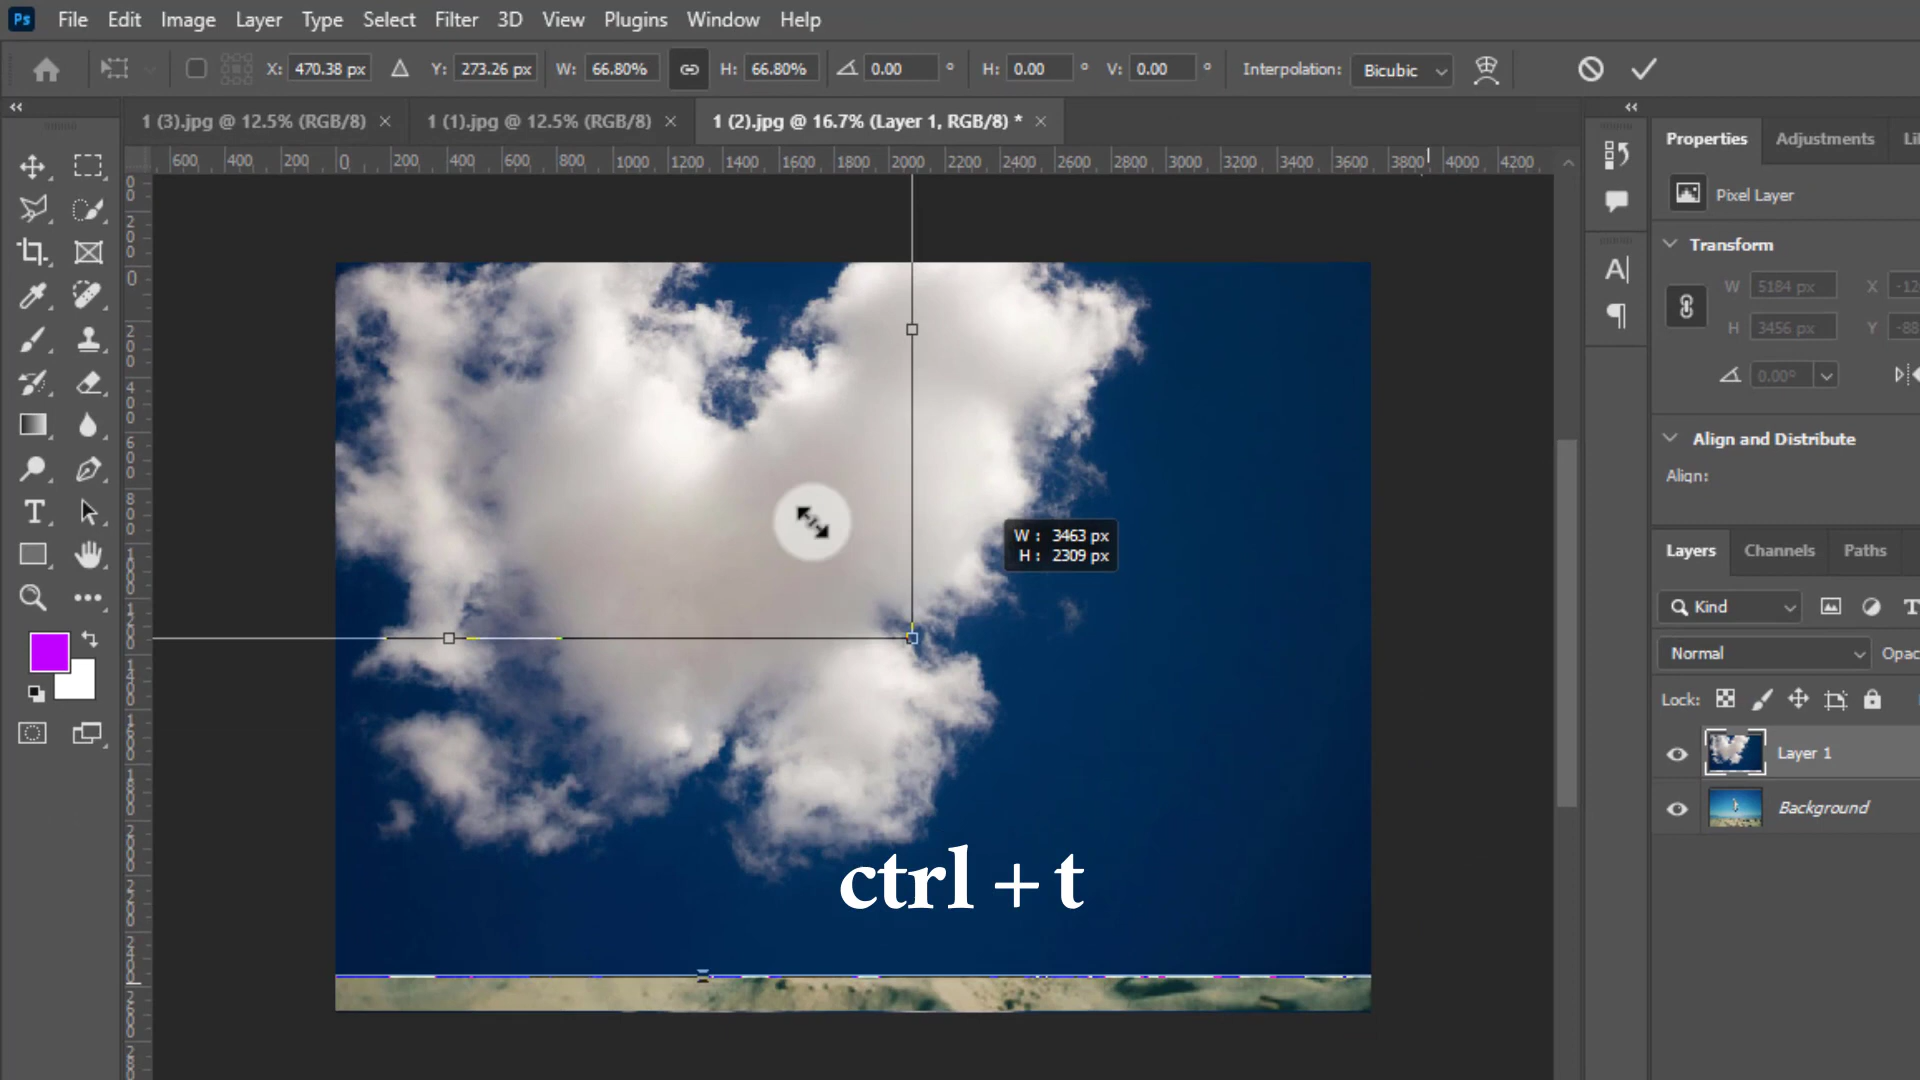 Ps File Edit Image Layer Type Select Filter 3D View Plugins Window Help
X: 470.38 px Y: 273.26 px W: 66.80% H: 66.80% 0.00 ° H: 0.00 ° V: 0.00 ° Interpolation: Bicubic
1 (3).jpg @ 12.5% (RGB/8) 1 (1).jpg @ 12.5% (RGB/8) 1 (2).jpg @ 16.7% (Layer 1, RGB/8) *
600 400 200 0 200 400 600 800 1000 1200 1400 1600 1800 2000 2200 2400 2600 2800 3000 3200 3400 3600 3800 4000 4200
Properties Adjustments Li
Pixel Layer
Transform
W 5184 px X -12
H 3456 px Y -88
0.00°
Align and Distribute
Align:
W : 3463 px
H : 2309 px
Layers Channels Paths
Kind
Normal Opac
Lock:
Layer 1
Background
ctrl + t